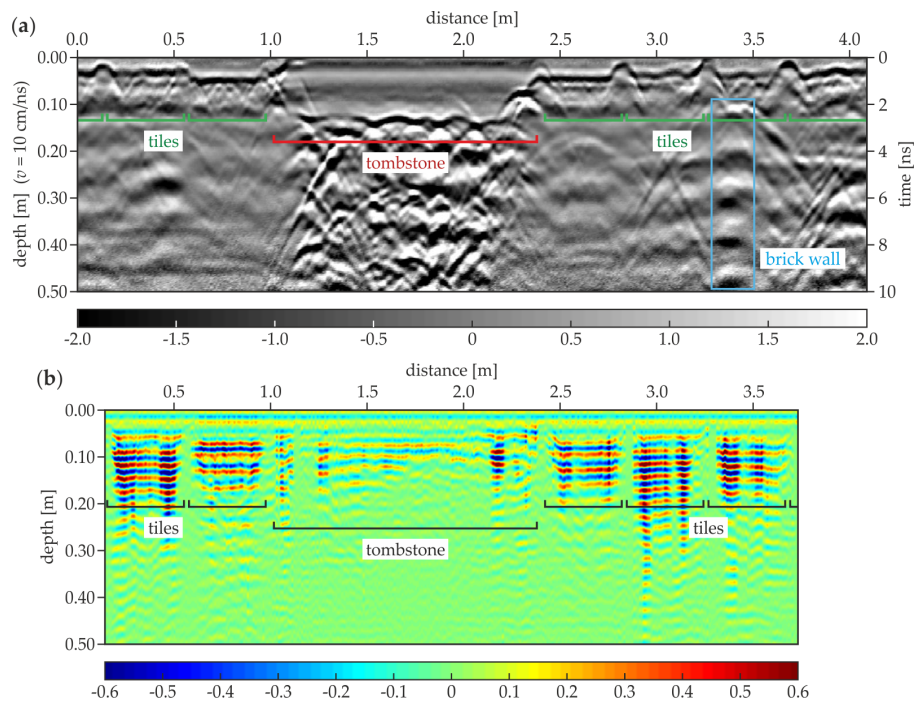 distance [m]
(a)
0.0 0.5 1.0 1.5 2.0 2.5 3.0 3.5 4.0
0.00 0
0.10 2
tiles tiles
tombstone
0.20 4
0.30 6
0.40 8
brick wall
0.50 10
depth [m] (v = 10 cm/ns)
time [ns]
-2.0 -1.5 -1.0 -0.5 0 0.5 1.0 1.5 2.0
(b)
distance [m]
0.5 1.0 1.5 2.0 2.5 3.0 3.5
0.00
0.10
0.20
tiles tiles
tombstone
0.30
0.40
0.50
depth [m]
-0.6 -0.5 -0.4 -0.3 -0.2 -0.1 0 0.1 0.2 0.3 0.4 0.5 0.6